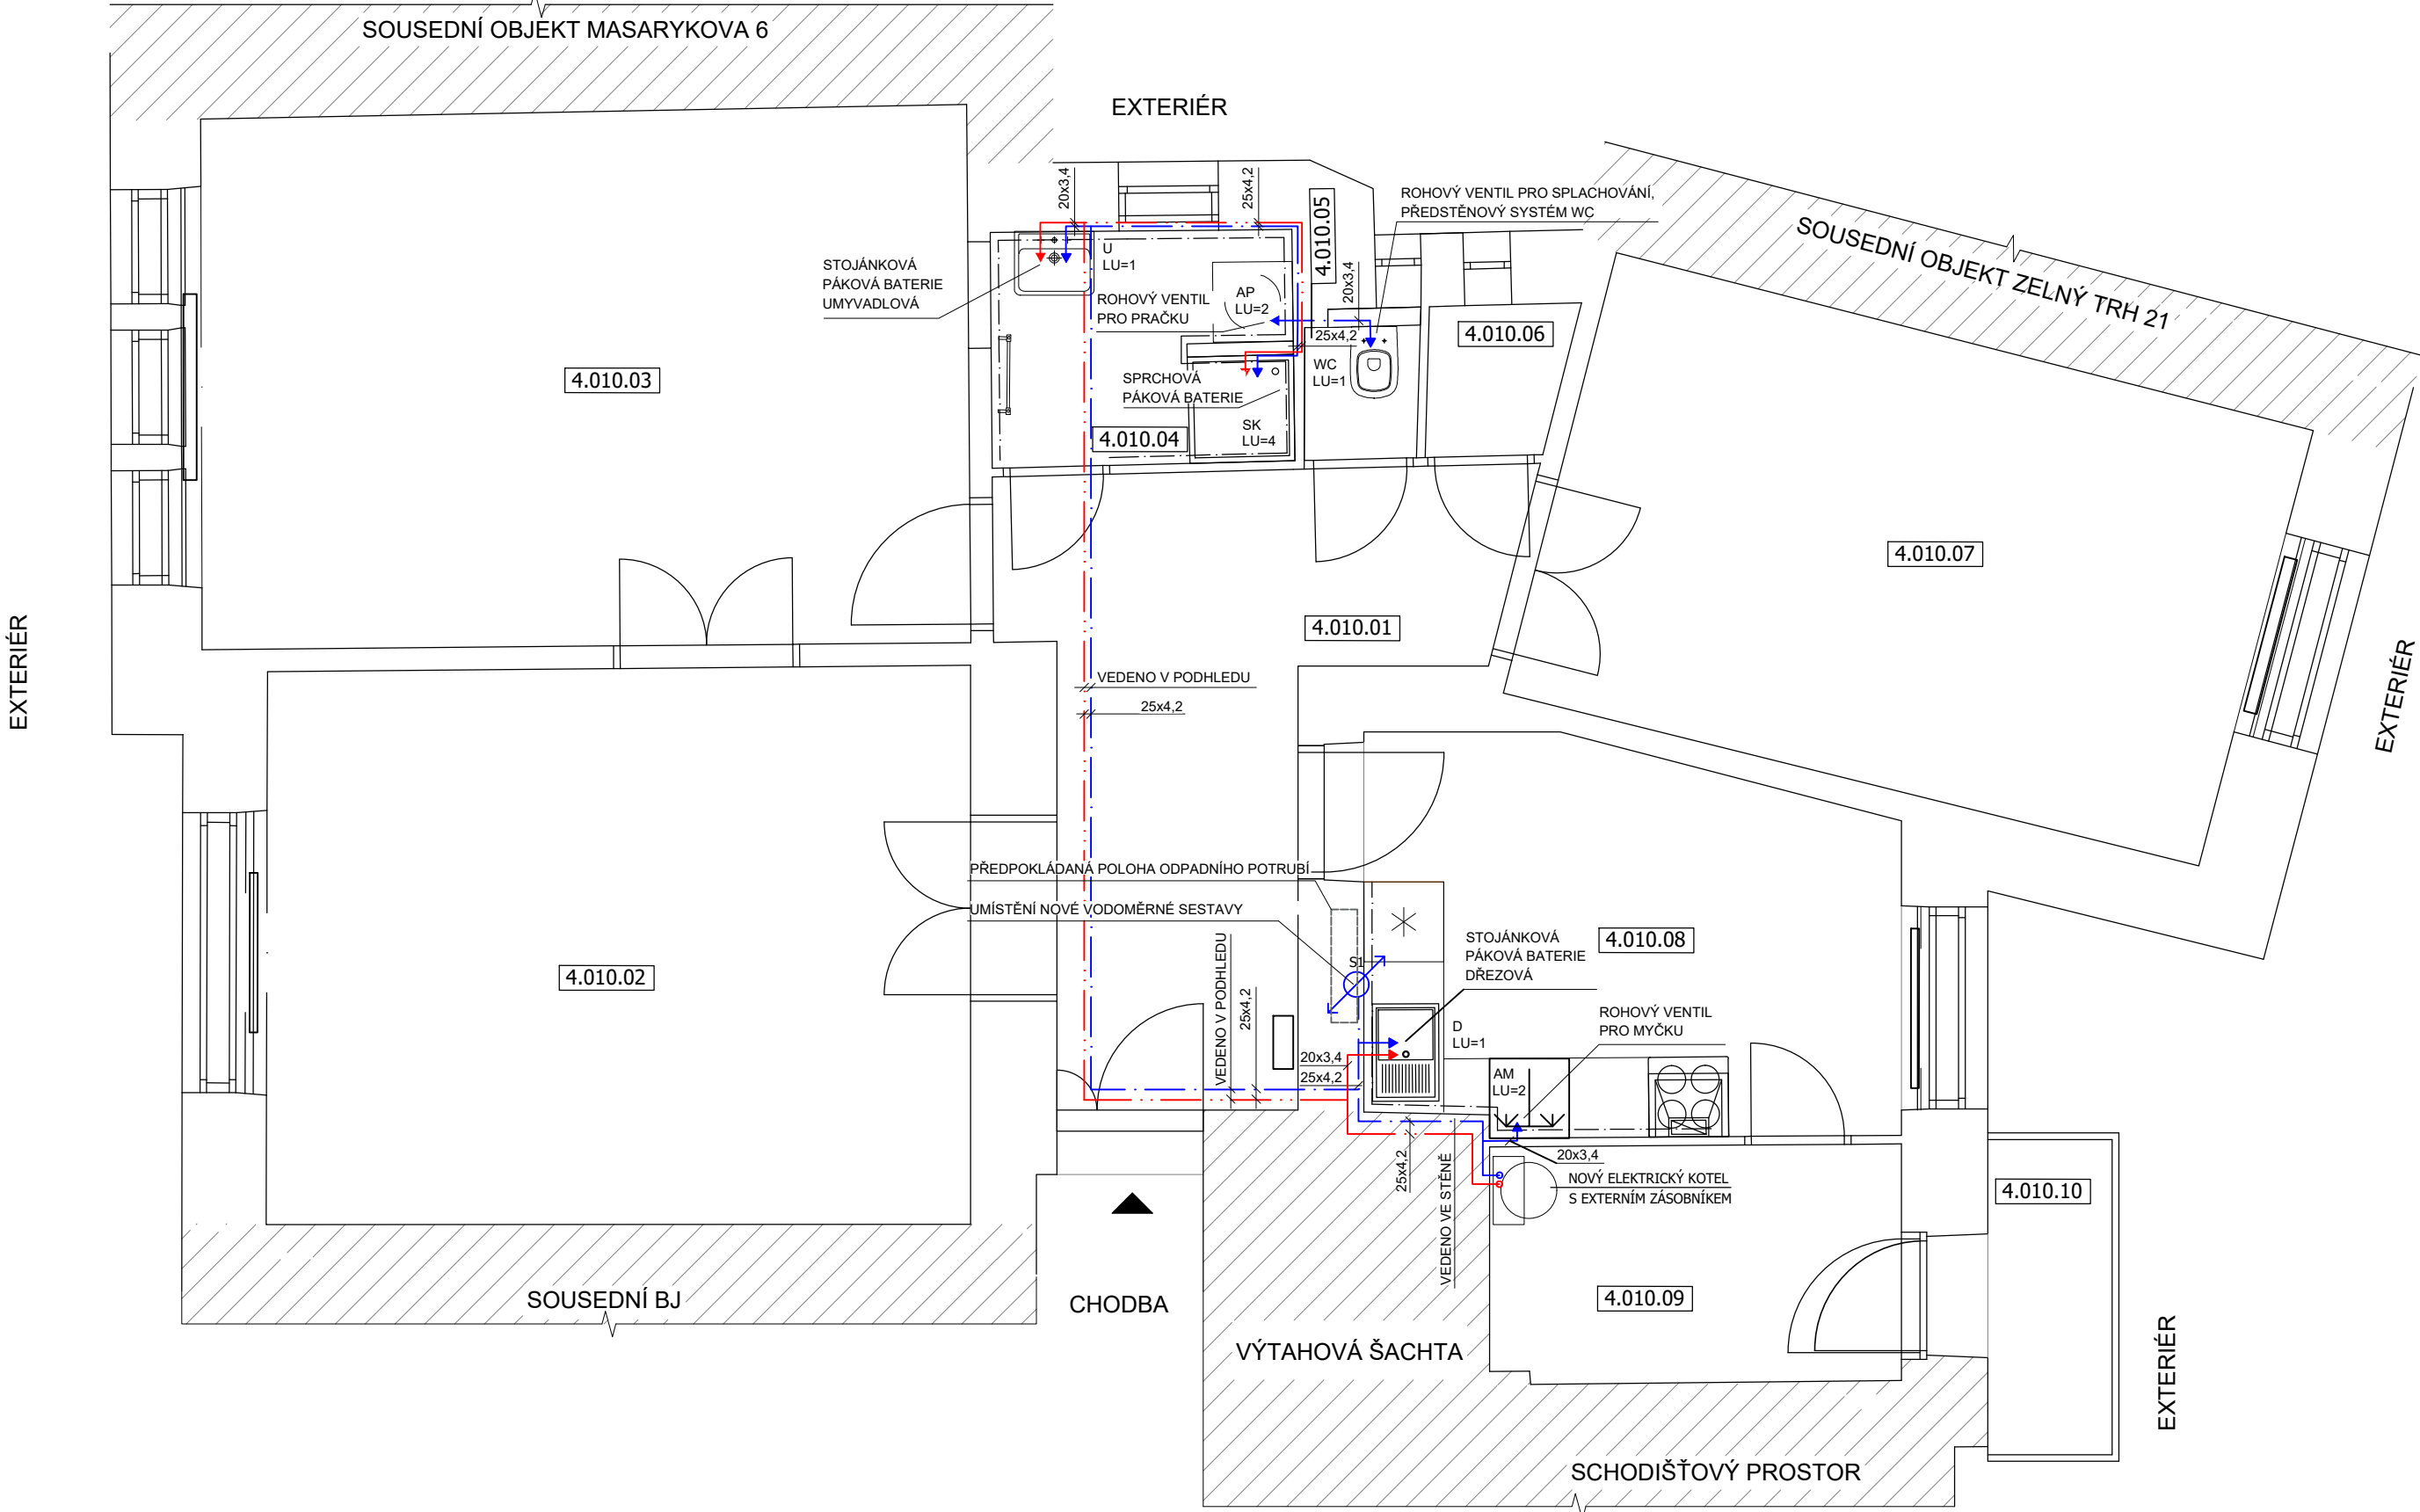 SOUSEDNÍ OBJEKT MASARYKOVA 6
EXTERIÉR
20x3,4
25x4,2
4.010.05
ROHOVÝ VENTIL PRO SPLACHOVÁNÍ,
PŘEDSTĚNOVÝ SYSTÉM WC
SOUSEDNÍ OBJEKT ZELNÝ TRH 21
STOJÁNKOVÁ
PÁKOVÁ BATERIE
UMYVADLOVÁ
U
LU=1
ROHOVÝ VENTIL
PRO PRAČKU
AP
LU=2
20x3,4
25x4,2
4.010.06
4.010.03
SPRCHOVÁ
PÁKOVÁ BATERIE
WC
LU=1
SK
LU=4
4.010.04
4.010.07
4.010.01
EXTERIÉR
EXTERIÉR
VEDENO V PODHLEDU
25x4,2
PŘEDPOKLÁDANÁ POLOHA ODPADNÍHO POTRUBÍ
UMÍSTĚNÍ NOVÉ VODOMĚRNÉ SESTAVY
4.010.02
VEDENO V PODHLEDU
25x4,2
S1
STOJÁNKOVÁ
PÁKOVÁ BATERIE
DŘEZOVÁ
4.010.08
ROHOVÝ VENTIL
PRO MYČKU
D
LU=1
20x3,4
25x4,2
AM
LU=2
25x4,2
VEDENO VE STĚNĚ
20x3,4
NOVÝ ELEKTRICKÝ KOTEL
S EXTERNÍM ZÁSOBNÍKEM
4.010.10
SOUSEDNÍ BJ
CHODBA
4.010.09
VÝTAHOVÁ ŠACHTA
EXTERIÉR
SCHODIŠŤOVÝ PROSTOR